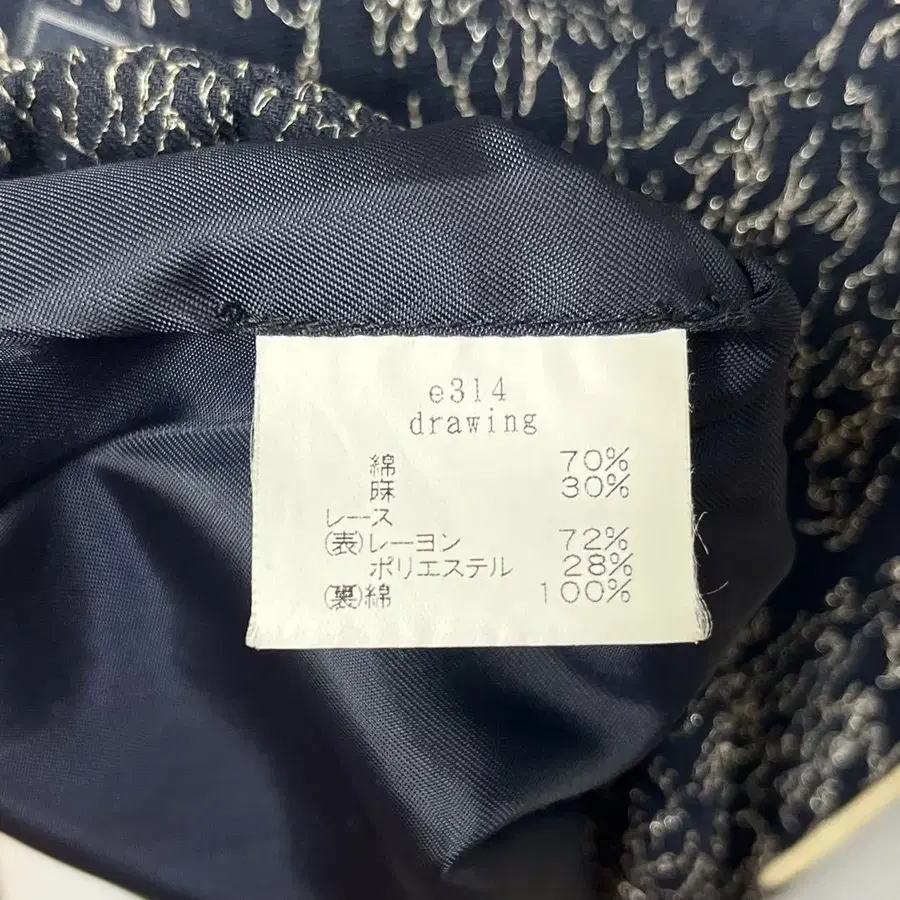 e314
drawing
綿 70%
麻 30%
レース
(表)レーヨン 72%
ポリエステル 28%
(裏)綿 100%